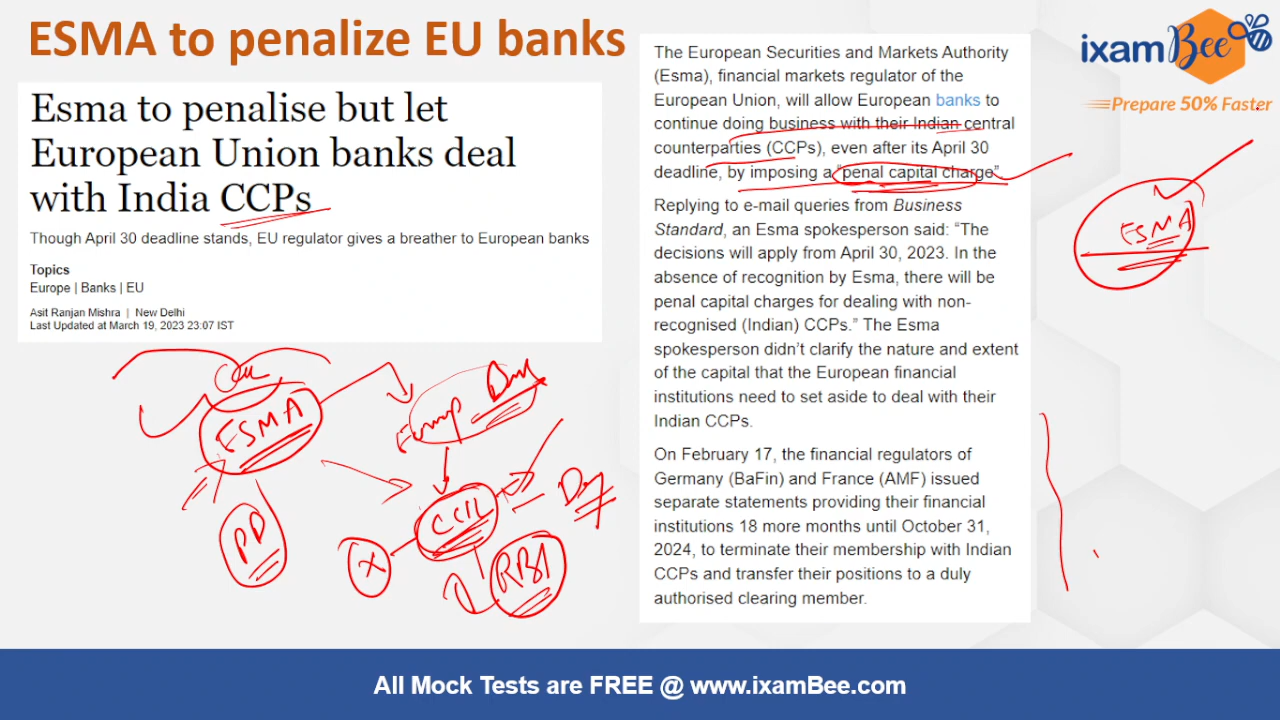 ESMA to penalize EU banks
ixamBee
Prepare 50% Faster
Esma to penalise but let
European Union banks deal
with India CCPs
Though April 30 deadline stands, EU regulator gives a breather to European banks
Topics
Europe | Banks | EU
Asit Ranjan Mishra | New Delhi
Last Updated at March 19, 2023 23:07 IST
The European Securities and Markets Authority
(Esma), financial markets regulator of the
European Union, will allow European banks to
continue doing business with their Indian central
counterparties (CCPs), even after its April 30
deadline, by imposing a “penal capital charge”.
Replying to e-mail queries from Business
Standard, an Esma spokesperson said: “The
decisions will apply from April 30, 2023. In the
absence of recognition by Esma, there will be
penal capital charges for dealing with non-
recognised (Indian) CCPs.” The Esma
spokesperson didn’t clarify the nature and extent
of the capital that the European financial
institutions need to set aside to deal with their
Indian CCPs.
On February 17, the financial regulators of
Germany (BaFin) and France (AMF) issued
separate statements providing their financial
institutions 18 more months until October 31,
2024, to terminate their membership with Indian
CCPs and transfer their positions to a duly
authorised clearing member.
ESMA
ESMA
CCIL
PD
X
RBI
All Mock Tests are FREE @ www.ixamBee.com